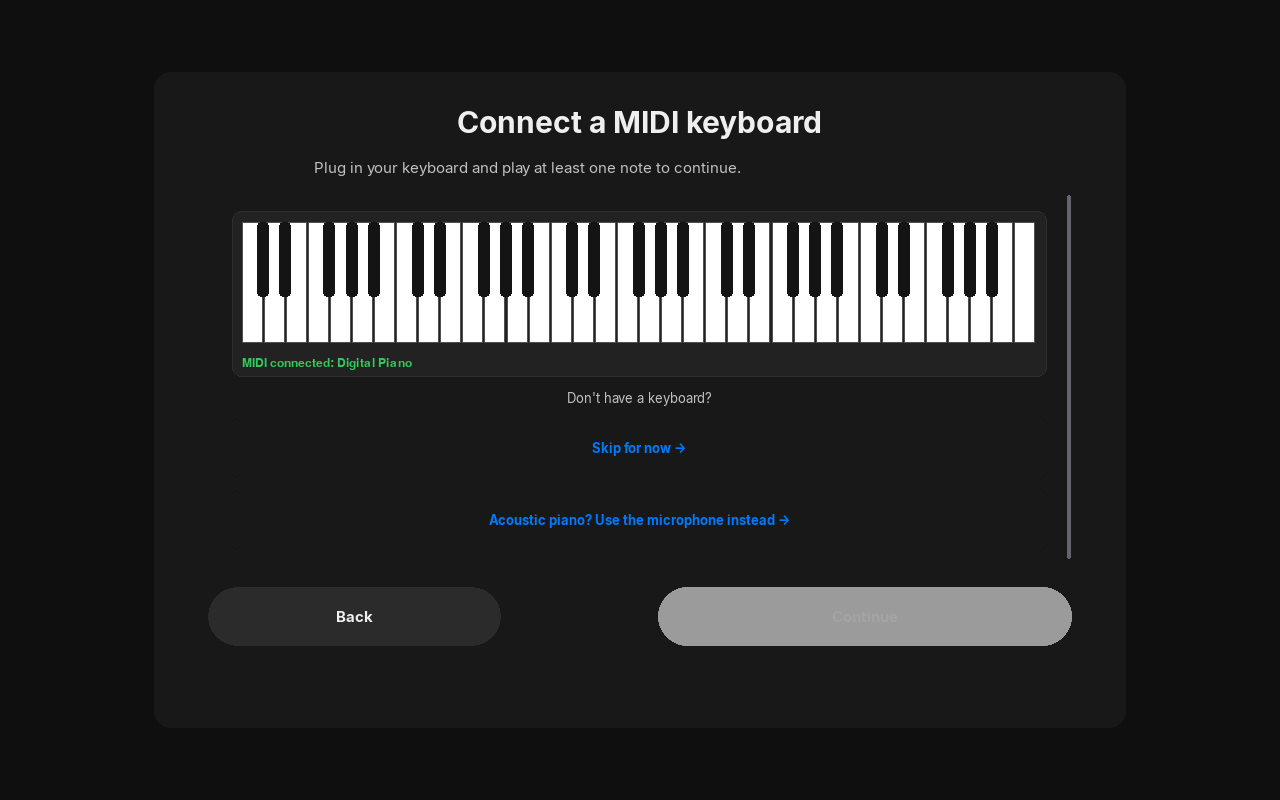 Connect a MIDI keyboard
Plug in your keyboard and play at least one note to continue.
MIDI connected: Digital Piano
Don't have a keyboard?
Skip for now →
Acoustic piano? Use the microphone instead →
Back
Continue